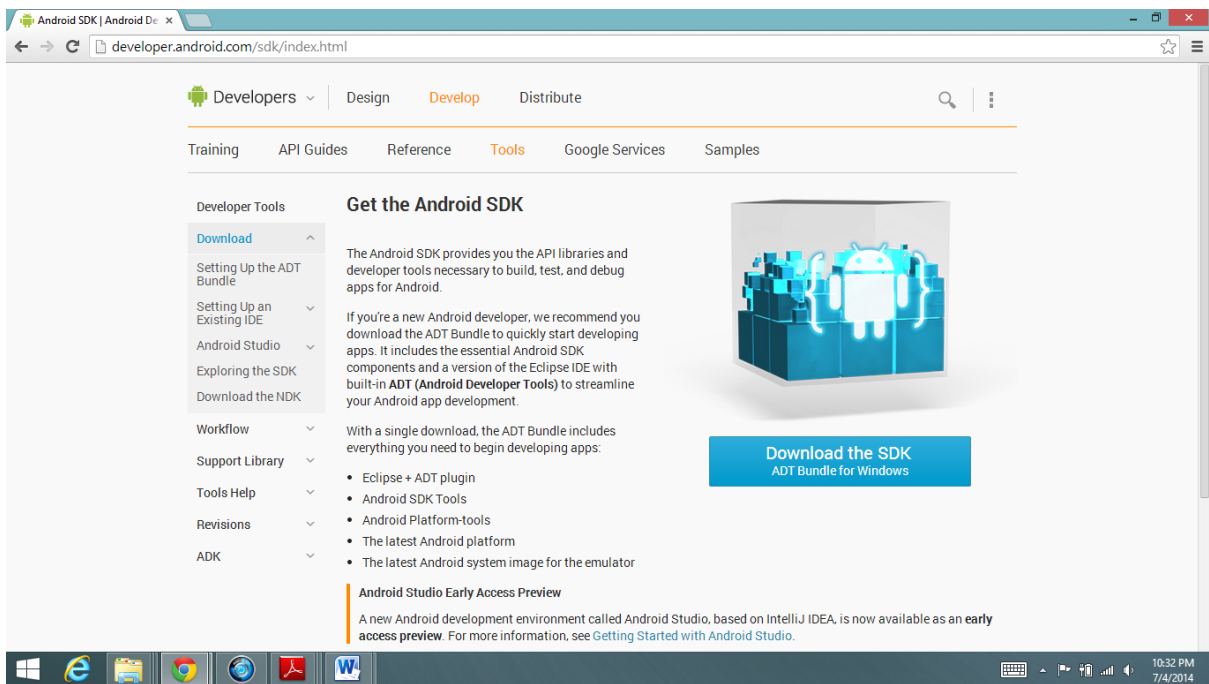 Android SDK | Android De
developer.android.com/sdk/index.html
Developers
Design
Develop
Distribute
Training
API Guides
Reference
Tools
Google Services
Samples
Developer Tools
Download
Setting Up the ADT
Bundle
Setting Up an
Existing IDE
Android Studio
Exploring the SDK
Download the NDK
Workflow
Support Library
Tools Help
Revisions
ADK
Get the Android SDK
The Android SDK provides you the API libraries and
developer tools necessary to build, test, and debug
apps for Android.
If you're a new Android developer, we recommend you
download the ADT Bundle to quickly start developing
apps. It includes the essential Android SDK
components and a version of the Eclipse IDE with
built-in ADT (Android Developer Tools) to streamline
your Android app development.
With a single download, the ADT Bundle includes
everything you need to begin developing apps:
• Eclipse + ADT plugin
• Android SDK Tools
• Android Platform-tools
• The latest Android platform
• The latest Android system image for the emulator
Download the SDK
ADT Bundle for Windows
Android Studio Early Access Preview
A new Android development environment called Android Studio, based on IntelliJ IDEA, is now available as an early
access preview. For more information, see Getting Started with Android Studio.
10:32 PM
7/4/2014